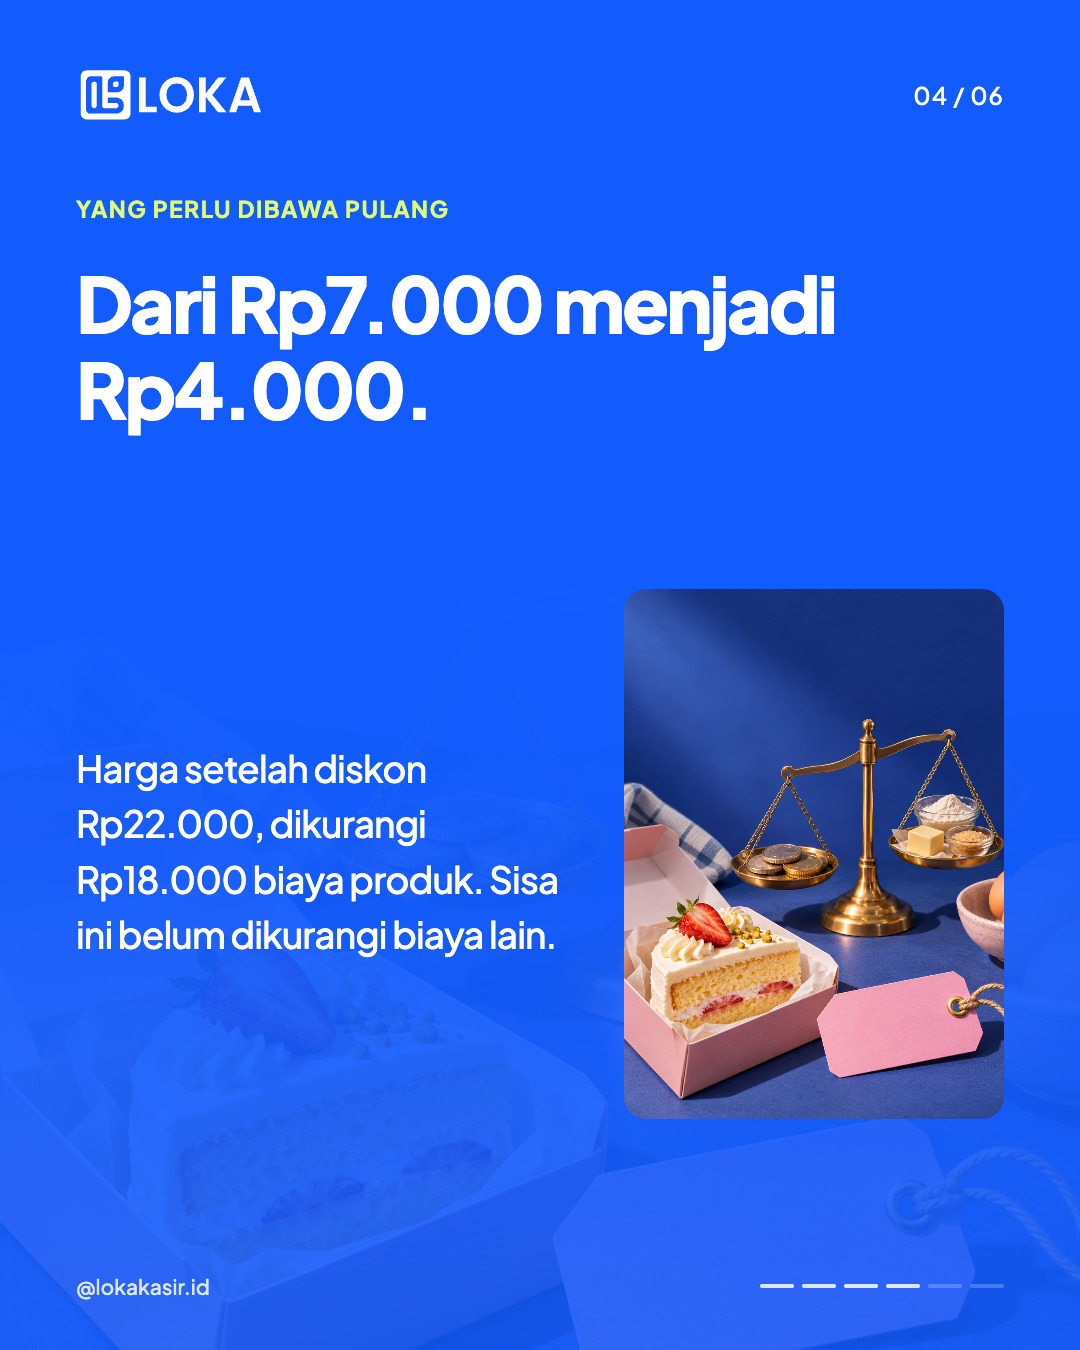 LOKA
04 / 06
YANG PERLU DIBAWA PULANG
Dari Rp7.000 menjadi
Rp4.000.
Harga setelah diskon
Rp22.000, dikurangi
Rp18.000 biaya produk. Sisa
ini belum dikurangi biaya lain.
@lokakasir.id